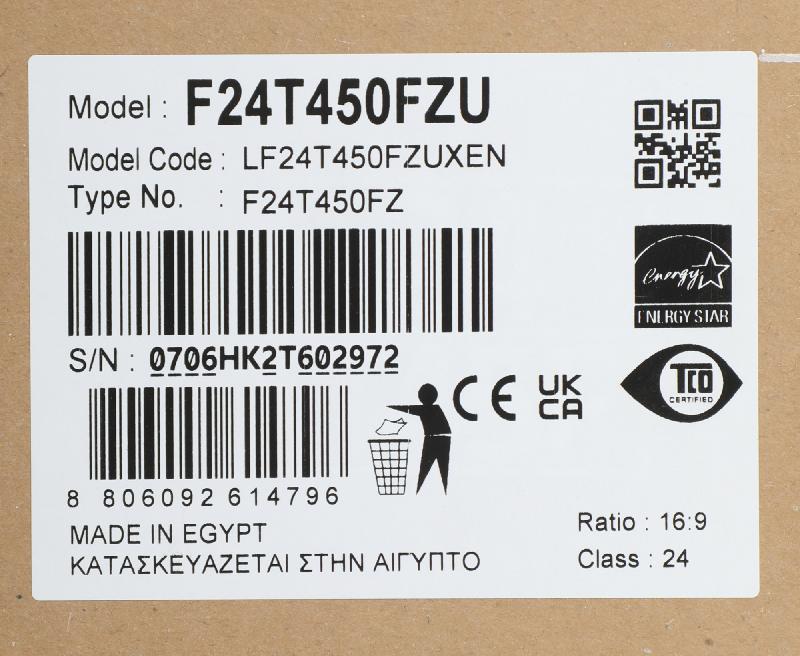 Model : F24T450FZU
Model Code : LF24T450FZUXEN
Type No. : F24T450FZ
energy
ENERGY STAR
S/N : 0706HK2T602972
TCO
CERTIFIED
CE
UK
CA
8 806092 614796
MADE IN EGYPT
ΚΑΤΑΣΚΕΥΑΖΕΤΑΙ ΣΤΗΝ ΑΙΓΥΠΤΟ
Ratio : 16:9
Class : 24